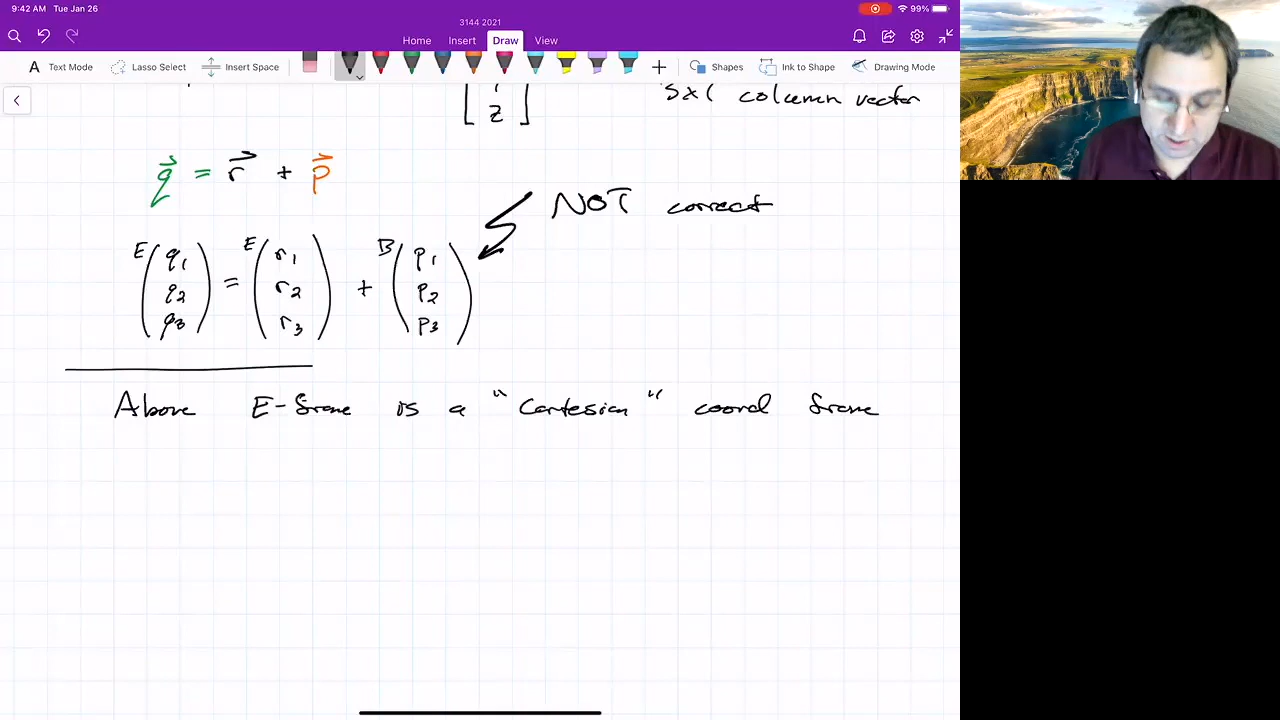 9:42 AM Tue Jan 26 99%
3144 2021
Home Insert Draw View
A Text Mode Lasso Select Insert Space Shapes Ink to Shape Drawing Mode
[ z ] 3x1 column vector
q⃗ = r⃗ + p⃗
NOT correct
E(q1 q2 q3) = E(r1 r2 r3) + B(p1 p2 p3)
Above E-frame is a "Cartesian" coord frame